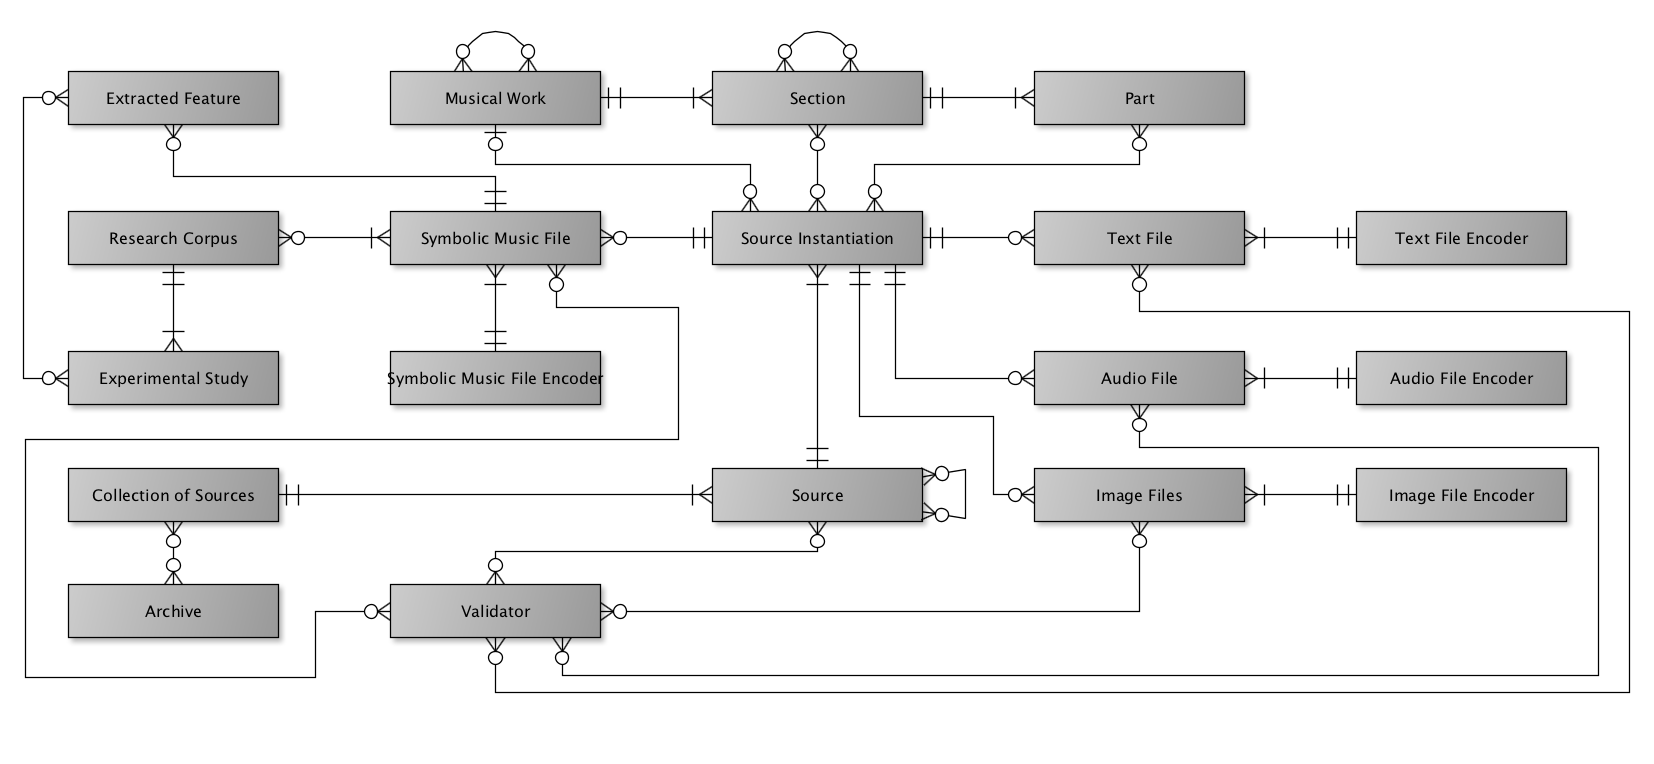 Extracted Feature
Musical Work
Section
Part
Research Corpus
Symbolic Music File
Source Instantiation
Text File
Text File Encoder
Experimental Study
Symbolic Music File Encoder
Audio File
Audio File Encoder
Collection of Sources
Source
Image Files
Image File Encoder
Archive
Validator